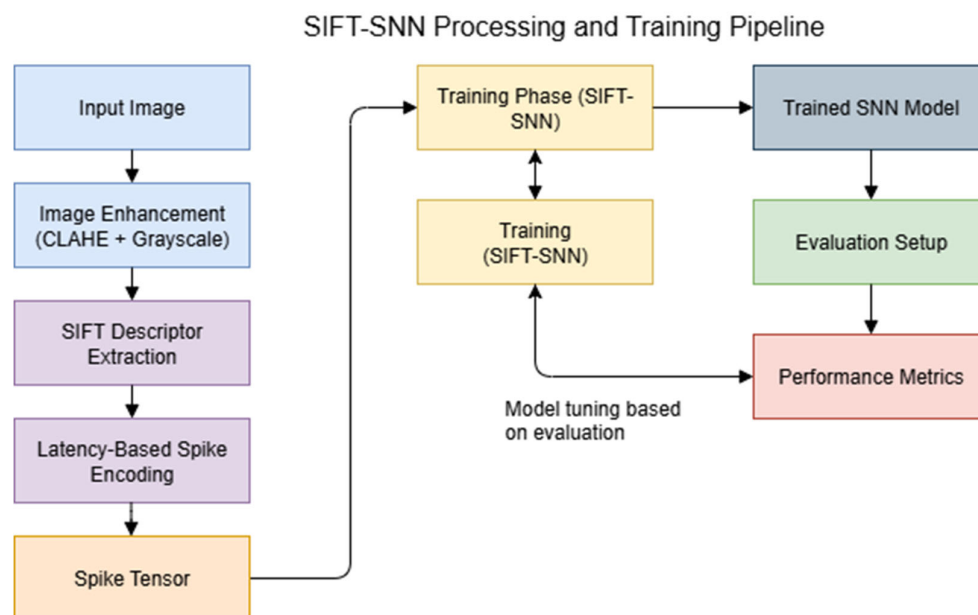 SIFT-SNN Processing and Training Pipeline
Input Image
Image Enhancement
(CLAHE + Grayscale)
SIFT Descriptor
Extraction
Latency-Based Spike
Encoding
Spike Tensor
Training Phase (SIFT-
SNN)
Training
(SIFT-SNN)
Model tuning based
on evaluation
Trained SNN Model
Evaluation Setup
Performance Metrics